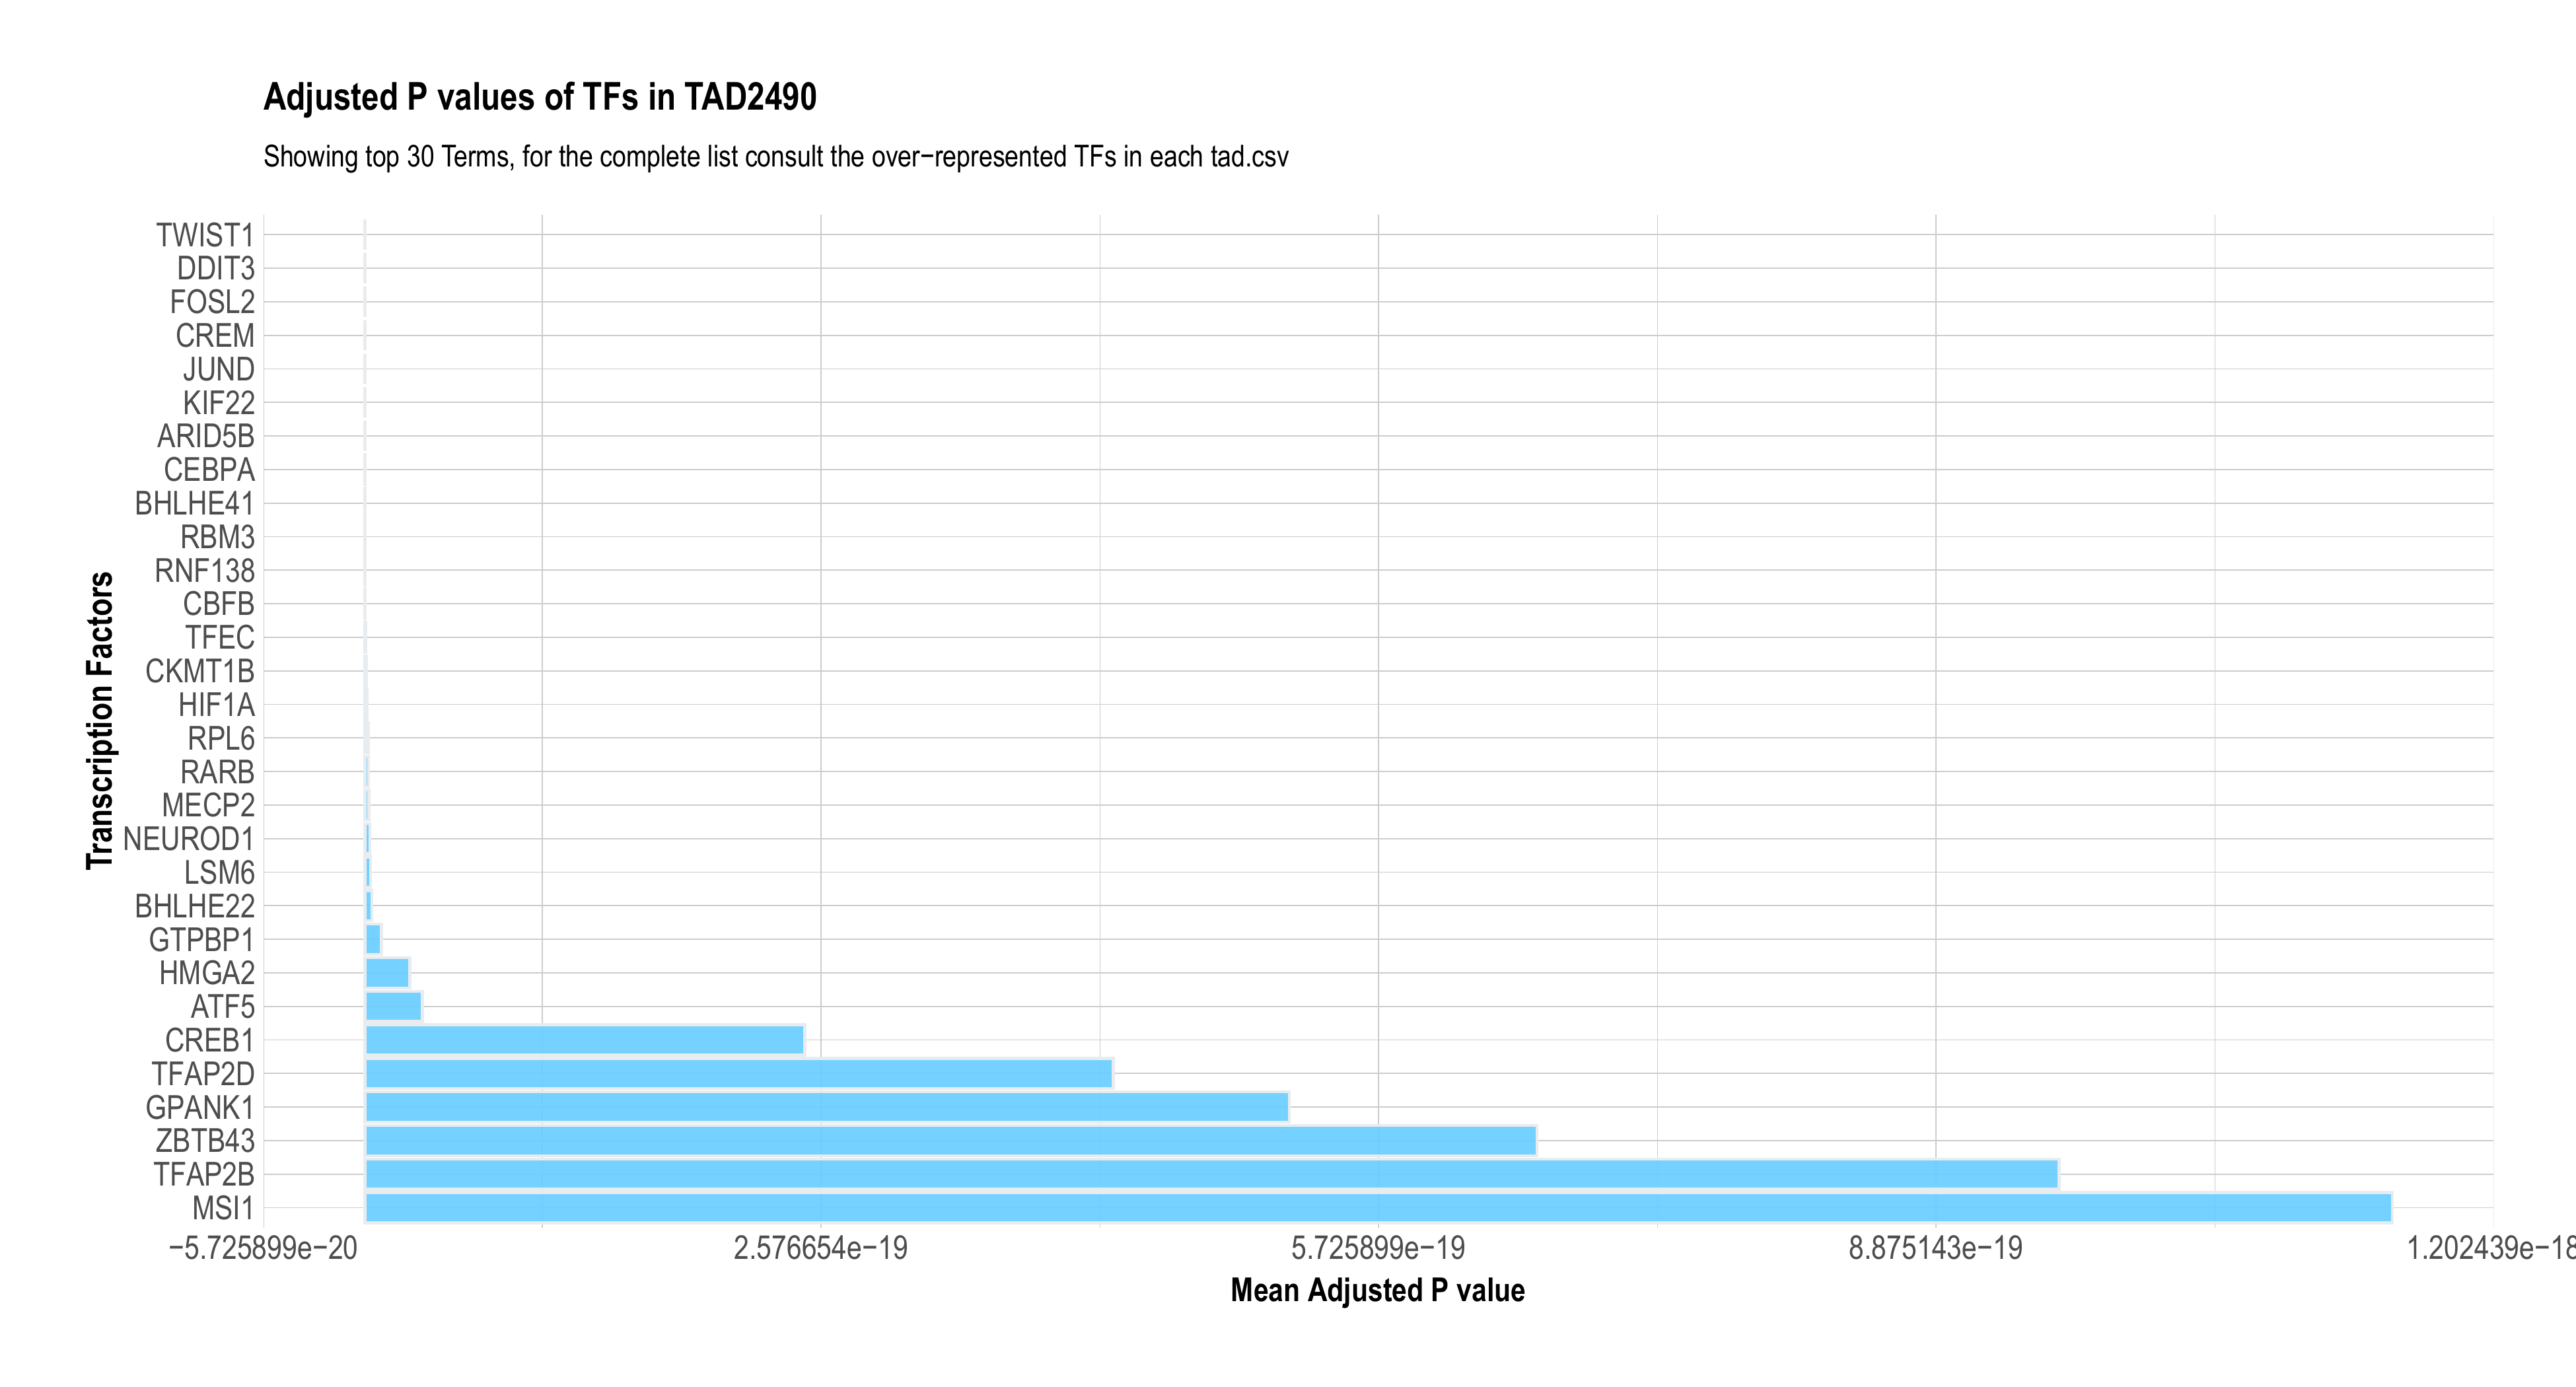 Adjusted P values of TFs in TAD2490
Showing top 30 Terms, for the complete list consult the over−represented TFs in each tad.csv
Transcription Factors
TWIST1
DDIT3
FOSL2
CREM
JUND
KIF22
ARID5B
CEBPA
BHLHE41
RBM3
RNF138
CBFB
TFEC
CKMT1B
HIF1A
RPL6
RARB
MECP2
NEUROD1
LSM6
BHLHE22
GTPBP1
HMGA2
ATF5
CREB1
TFAP2D
GPANK1
ZBTB43
TFAP2B
MSI1
−5.725899e−20 2.576654e−19 5.725899e−19 8.875143e−19 1.202439e−18
Mean Adjusted P value